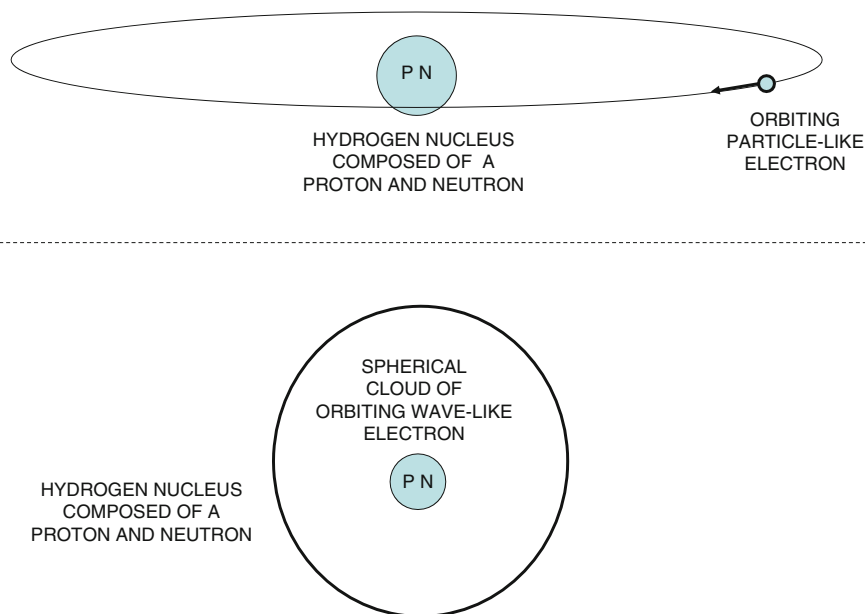 P N
HYDROGEN NUCLEUS
COMPOSED OF A
PROTON AND NEUTRON
ORBITING
PARTICLE-LIKE
ELECTRON
SPHERICAL
CLOUD OF
ORBITING WAVE-LIKE
ELECTRON
P N
HYDROGEN NUCLEUS
COMPOSED OF A
PROTON AND NEUTRON